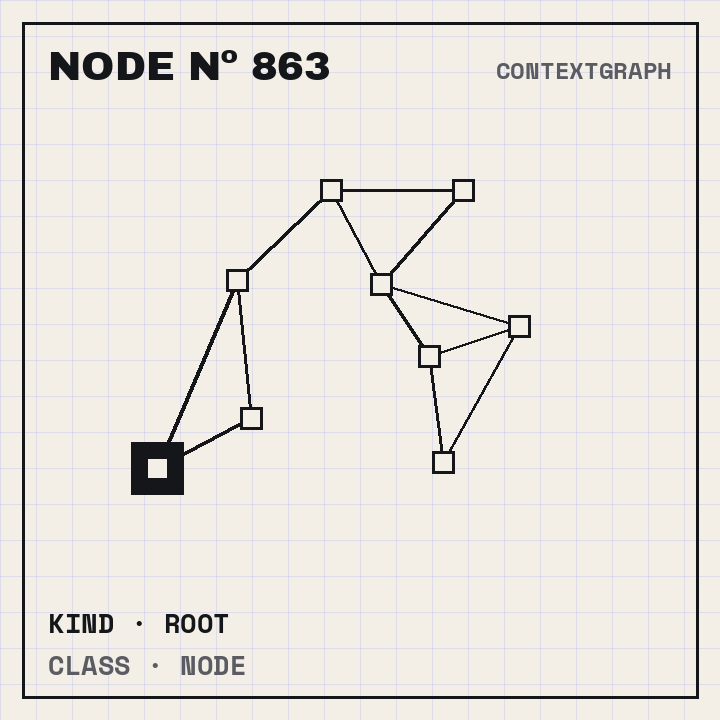 NODE Nº 863
CONTEXTGRAPH
KIND · ROOT
CLASS · NODE